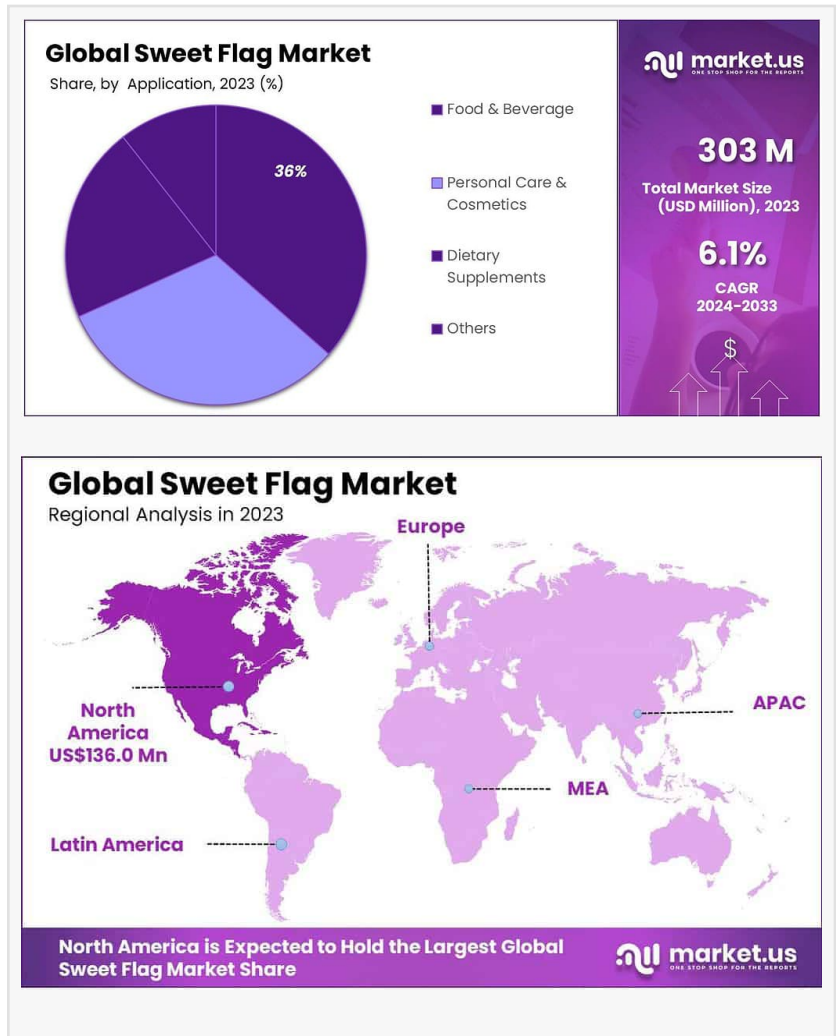 Global Sweet Flag Market
Share, by Application, 2023 (%)
36%
Food & Beverage
Personal Care &
Cosmetics
Dietary
Supplements
Others
market.us
ONE STOP SHOP FOR THE REPORTS
303 M
Total Market Size
(USD Million), 2023
6.1%
CAGR
2024-2033
$
Global Sweet Flag Market
Regional Analysis in 2023
Europe
North
America
US$136.0 Mn
APAC
MEA
Latin America
North America is Expected to Hold the Largest Global
Sweet Flag Market Share
market.us
ONE STOP SHOP FOR THE REPORTS